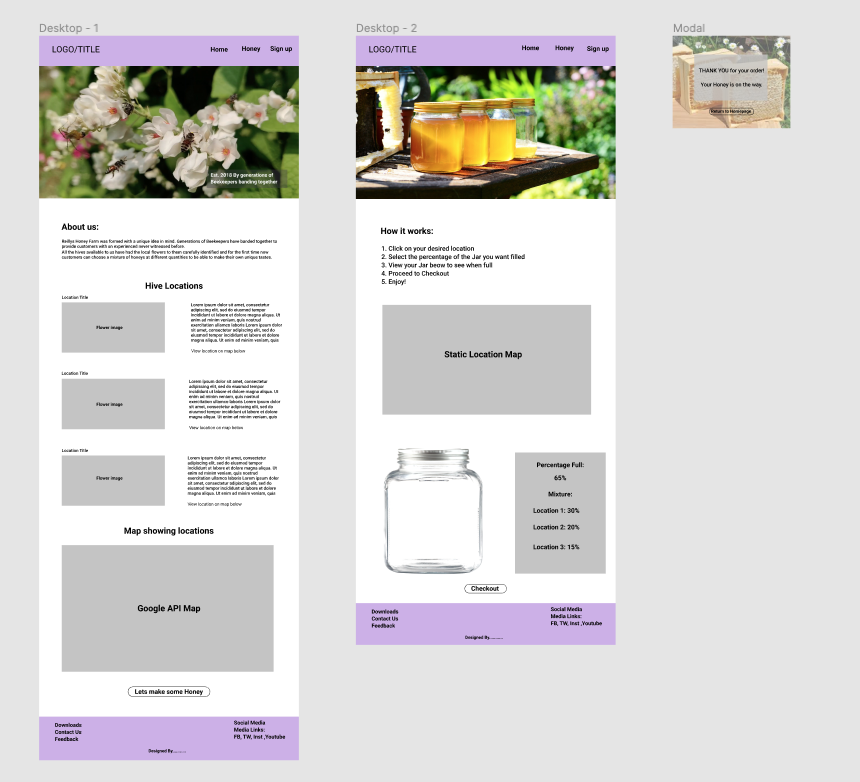 Desktop - 1
LOGO/TITLE
Home
Honey
Sign up
Est. 2018 By generations of
Beekeepers banding together
About us:
Reillys Honey Farm was formed with a unique idea in mind. Generations of Beekeepers have banded together to
provide customers with an experienced never witnessed before.
All the hives available to us have had the local flowers to them carefully identified and for the first time new
customers can choose a mixture of honeys at different quantities to be able to make their own unique tastes.
Hive Locations
Location Title
Flower image
Lorem ipsum dolor sit amet, consectetur
adipiscing elit, sed do eiusmod tempor
incididunt ut labore et dolore magna aliqua. Ut
enim ad minim veniam, quis nostrud
exercitation ullamco laboris Lorem ipsum dolor
sit amet, consectetur adipiscing elit, sed do
eiusmod tempor incididunt ut labore et dolore
magna aliqua. Ut enim ad minim veniam, quis
View location on map below
Location Title
Flower image
Lorem ipsum dolor sit amet, consectetur
adipiscing elit, sed do eiusmod tempor
incididunt ut labore et dolore magna aliqua. Ut
enim ad minim veniam, quis nostrud
exercitation ullamco laboris Lorem ipsum dolor
sit amet, consectetur adipiscing elit, sed do
eiusmod tempor incididunt ut labore et dolore
magna aliqua. Ut enim ad minim veniam, quis
View location on map below
Location Title
Flower image
Lorem ipsum dolor sit amet, consectetur
adipiscing elit, sed do eiusmod tempor
incididunt ut labore et dolore magna aliqua. Ut
enim ad minim veniam, quis nostrud
exercitation ullamco laboris Lorem ipsum dolor
sit amet, consectetur adipiscing elit, sed do
eiusmod tempor incididunt ut labore et dolore
magna aliqua. Ut enim ad minim veniam, quis
View location on map below
Map showing locations
Google API Map
Lets make some Honey
Downloads
Contact Us
Feedback
Social Media
Media Links:
FB, TW, Inst ,Youtube
Designed By.........
Desktop - 2
LOGO/TITLE
Home
Honey
Sign up
How it works:
1. Click on your desired location
2. Select the percentage of the Jar you want filled
3. View your Jar beow to see when full
4. Proceed to Checkout
5. Enjoy!
Static Location Map
Percentage Full:
65%
Mixture:
Location 1: 30%
Location 2: 20%
Location 3: 15%
Checkout
Downloads
Contact Us
Feedback
Social Media
Media Links:
FB, TW, Inst ,Youtube
Designed By.........
Modal
THANK YOU for your order!
Your Honey is on the way.
Return to Homepage